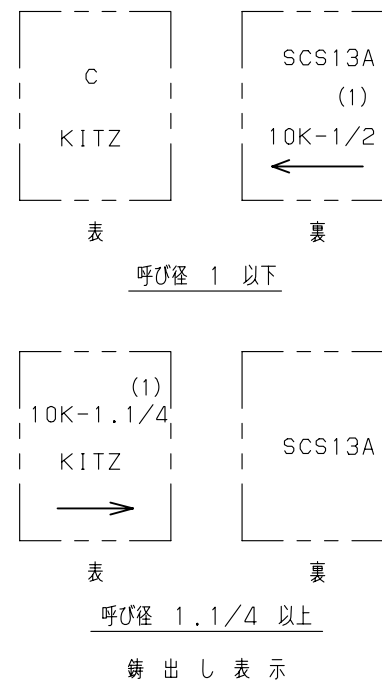 C
KITZ
表
SCS13A
(1)
10K-1/2
裏
呼び径 1 以下
(1)
10K-1.1/4
KITZ
表
SCS13A
裏
呼び径 1.1/4 以上
鋳出し表示